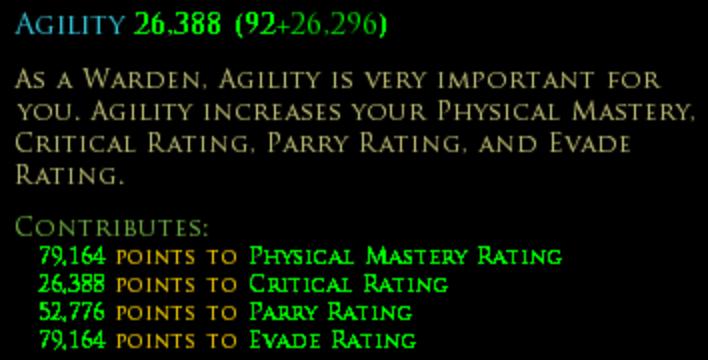 Agility 26,388 (92+26,296)
As a Warden, Agility is very important for
you. Agility increases your Physical Mastery,
Critical Rating, Parry Rating, and Evade
Rating.
Contributes:
79,164 points to Physical Mastery Rating
26,388 points to Critical Rating
52,776 points to Parry Rating
79,164 points to Evade Rating